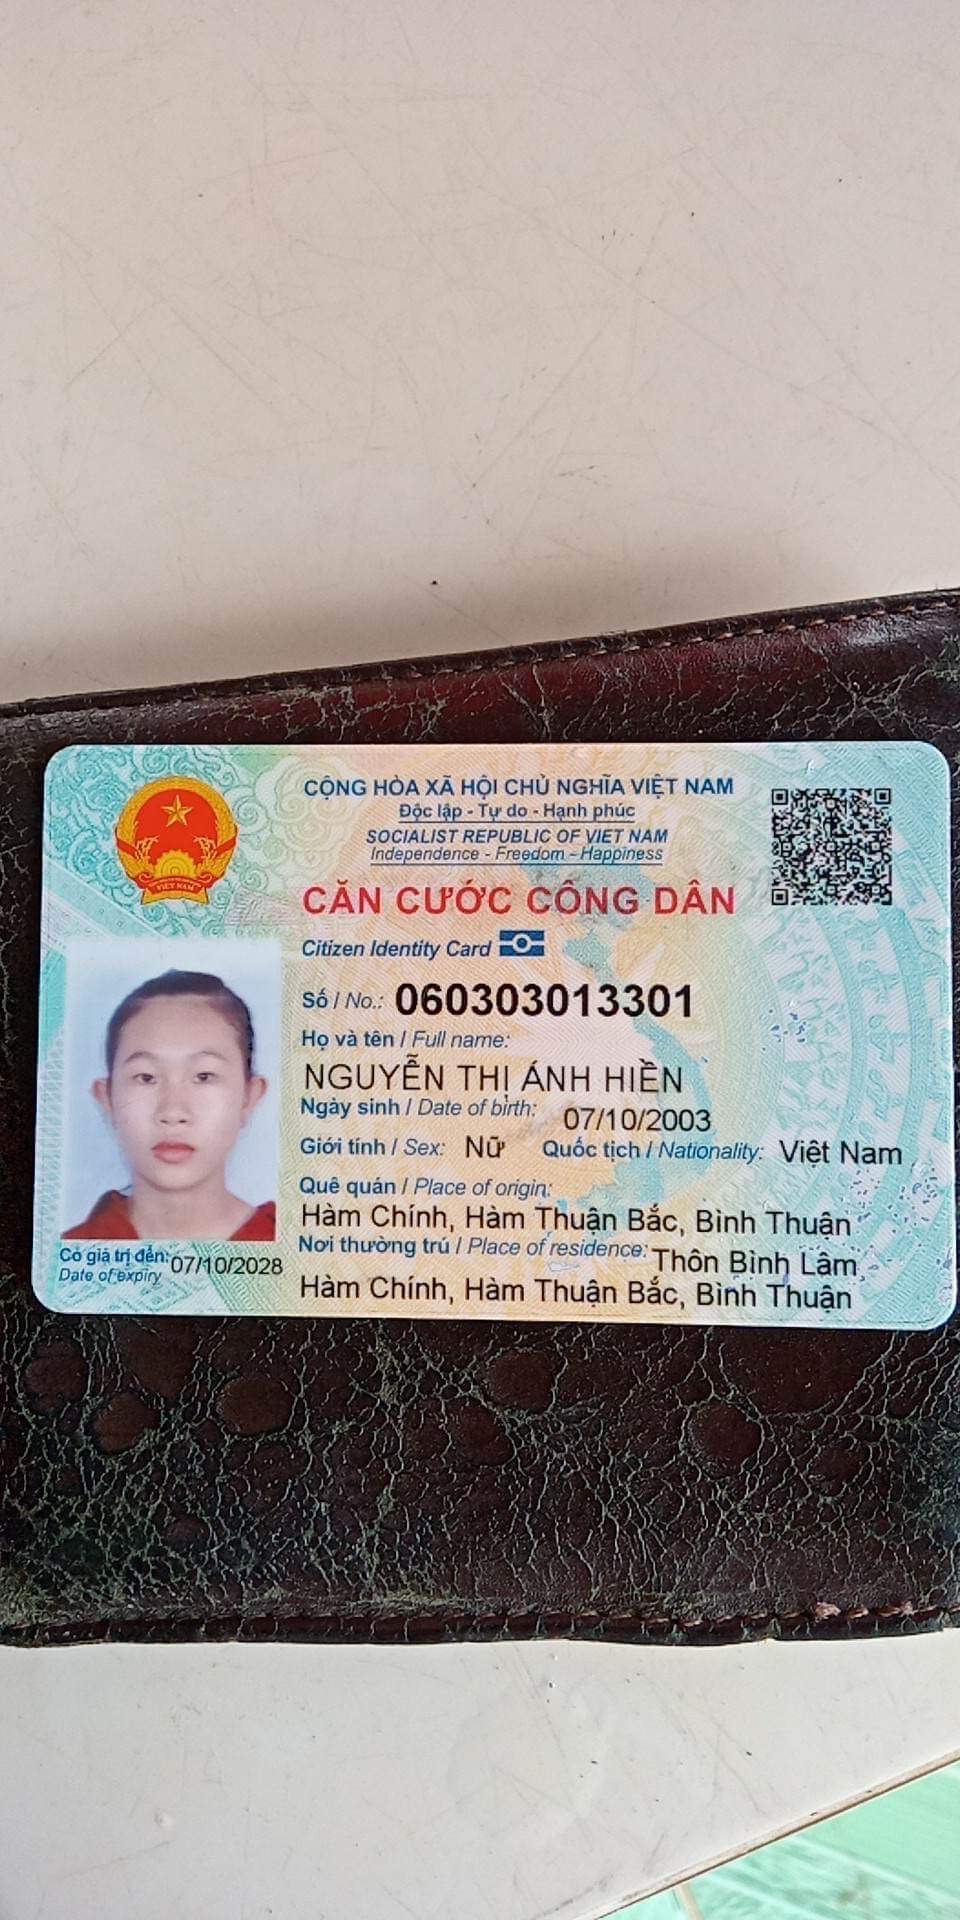 CỘNG HÒA XÃ HỘI CHỦ NGHĨA VIỆT NAM
Độc lập - Tự do - Hạnh phúc
SOCIALIST REPUBLIC OF VIET NAM
Independence - Freedom - Happiness
CĂN CƯỚC CÔNG DÂN
Citizen Identity Card
Số / No.: 060303013301
Họ và tên / Full name:
NGUYỄN THỊ ÁNH HIỀN
Ngày sinh / Date of birth: 07/10/2003
Giới tính / Sex: Nữ Quốc tịch / Nationality: Việt Nam
Quê quán / Place of origin:
Hàm Chính, Hàm Thuận Bắc, Bình Thuận
Nơi thường trú / Place of residence: Thôn Bình Lâm
Hàm Chính, Hàm Thuận Bắc, Bình Thuận
Có giá trị đến: 07/10/2028
Date of expiry
VIỆT NAM